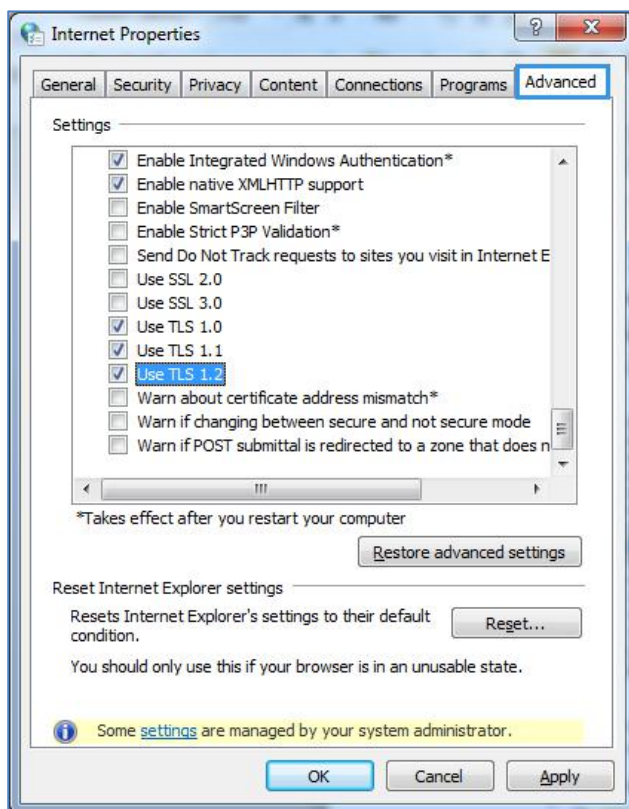 Internet Properties
General Security Privacy Content Connections Programs Advanced
Settings
Enable Integrated Windows Authentication*
Enable native XMLHTTP support
Enable SmartScreen Filter
Enable Strict P3P Validation*
Send Do Not Track requests to sites you visit in Internet E
Use SSL 2.0
Use SSL 3.0
Use TLS 1.0
Use TLS 1.1
Use TLS 1.2
Warn about certificate address mismatch*
Warn if changing between secure and not secure mode
Warn if POST submittal is redirected to a zone that does n
*Takes effect after you restart your computer
Restore advanced settings
Reset Internet Explorer settings
Resets Internet Explorer's settings to their default
condition.
Reset...
You should only use this if your browser is in an unusable state.
Some settings are managed by your system administrator.
OK Cancel Apply